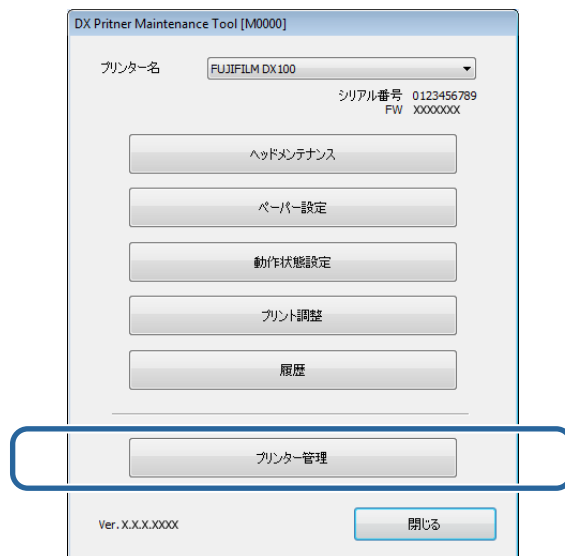 DX Pritner Maintenance Tool [M0000]
プリンター名 FUJIFILM DX100
シリアル番号 0123456789
FW XXXXXXX
ヘッドメンテナンス
ペーパー設定
動作状態設定
プリント調整
履歴
プリンター管理
Ver. X.X.X.XXXX 閉じる